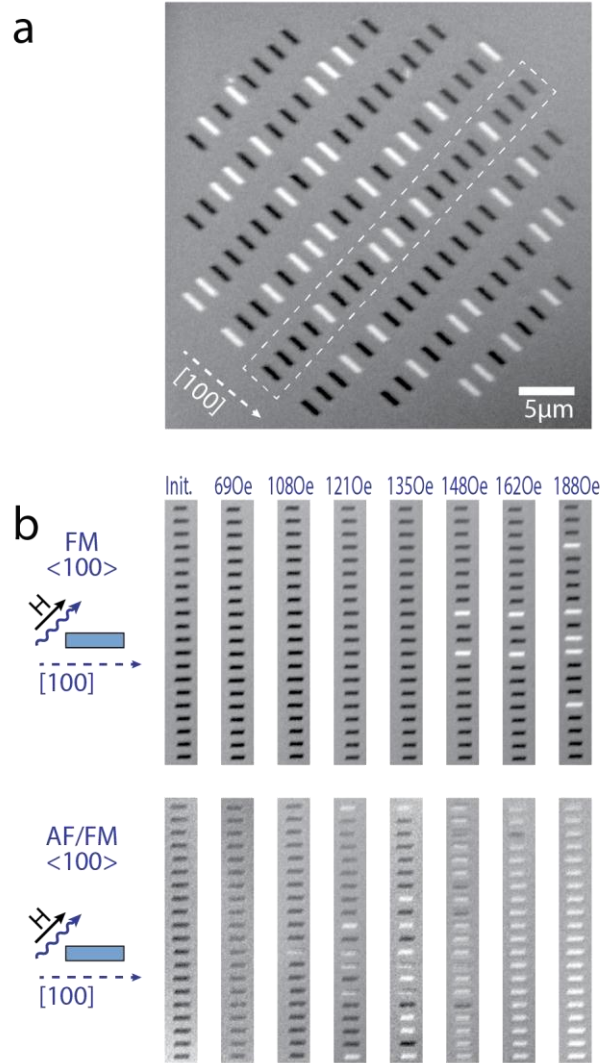 a
[100]
5µm
Init. 69Oe 108Oe 121Oe 135Oe 148Oe 162Oe 188Oe
b
FM
<100>
H
[100]
AF/FM
<100>
H
[100]